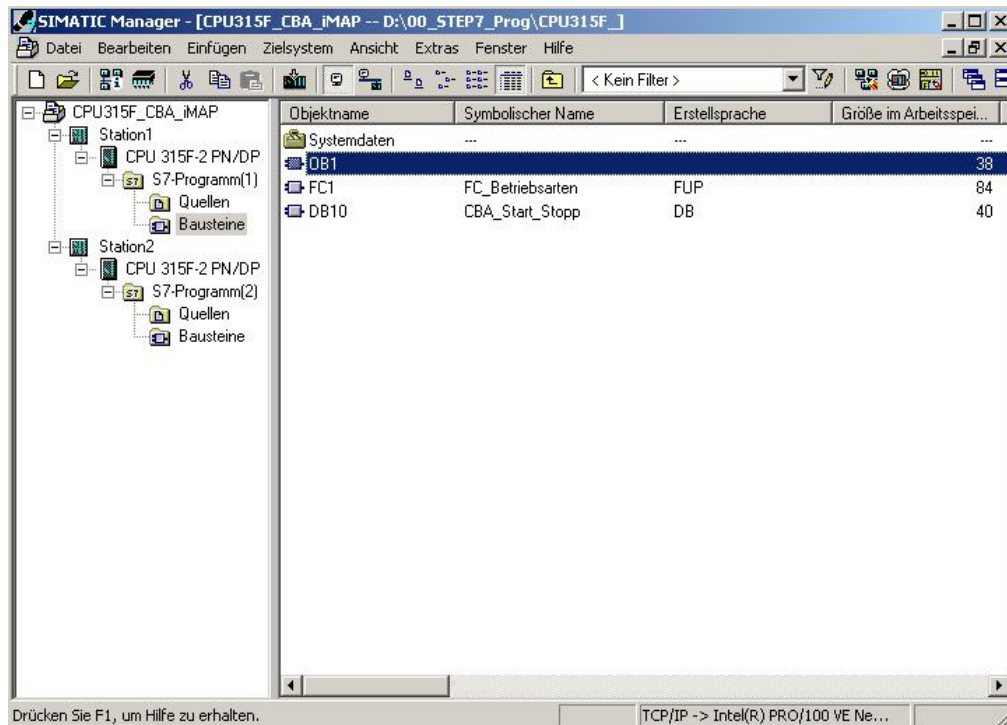 SIMATIC Manager - [CPU315F_CBA_iMAP -- D:\00_STEP7_Prog\CPU315F_]
Datei Bearbeiten Einfügen Zielsystem Ansicht Extras Fenster Hilfe
< Kein Filter >
CPU315F_CBA_iMAP
Station1
CPU 315F-2 PN/DP
S7-Programm(1)
Quellen
Bausteine
Station2
CPU 315F-2 PN/DP
S7-Programm(2)
Quellen
Bausteine
Objektname Symbolischer Name Erstellsprache Größe im Arbeitsspei...
Systemdaten --- --- ---
OB1 38
FC1 FC_Betriebsarten FUP 84
DB10 CBA_Start_Stopp DB 40
Drücken Sie F1, um Hilfe zu erhalten. TCP/IP -> Intel(R) PRO/100 VE Ne...